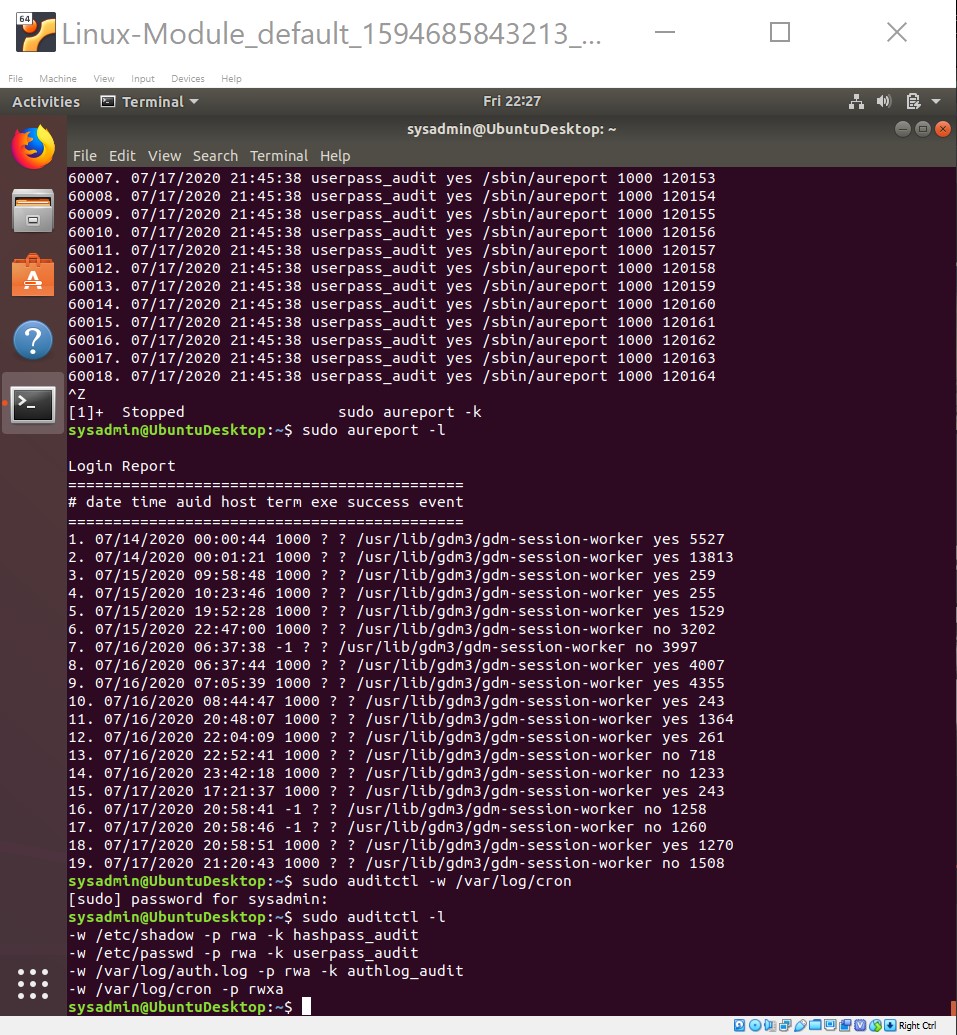 64
Linux-Module_default_1594685843213_...
File Machine View Input Devices Help
Activities Terminal Fri 22:27
sysadmin@UbuntuDesktop: ~
File Edit View Search Terminal Help
60007. 07/17/2020 21:45:38 userpass_audit yes /sbin/aureport 1000 120153
60008. 07/17/2020 21:45:38 userpass_audit yes /sbin/aureport 1000 120154
60009. 07/17/2020 21:45:38 userpass_audit yes /sbin/aureport 1000 120155
60010. 07/17/2020 21:45:38 userpass_audit yes /sbin/aureport 1000 120156
60011. 07/17/2020 21:45:38 userpass_audit yes /sbin/aureport 1000 120157
60012. 07/17/2020 21:45:38 userpass_audit yes /sbin/aureport 1000 120158
60013. 07/17/2020 21:45:38 userpass_audit yes /sbin/aureport 1000 120159
60014. 07/17/2020 21:45:38 userpass_audit yes /sbin/aureport 1000 120160
60015. 07/17/2020 21:45:38 userpass_audit yes /sbin/aureport 1000 120161
60016. 07/17/2020 21:45:38 userpass_audit yes /sbin/aureport 1000 120162
60017. 07/17/2020 21:45:38 userpass_audit yes /sbin/aureport 1000 120163
60018. 07/17/2020 21:45:38 userpass_audit yes /sbin/aureport 1000 120164
^Z
[1]+  Stopped                 sudo aureport -k
sysadmin@UbuntuDesktop:~$ sudo aureport -l
Login Report
============================================
# date time auid host term exe success event
============================================
1. 07/14/2020 00:00:44 1000 ? ? /usr/lib/gdm3/gdm-session-worker yes 5527
2. 07/14/2020 00:01:21 1000 ? ? /usr/lib/gdm3/gdm-session-worker yes 13813
3. 07/15/2020 09:58:48 1000 ? ? /usr/lib/gdm3/gdm-session-worker yes 259
4. 07/15/2020 10:23:46 1000 ? ? /usr/lib/gdm3/gdm-session-worker yes 255
5. 07/15/2020 19:52:28 1000 ? ? /usr/lib/gdm3/gdm-session-worker yes 1529
6. 07/15/2020 22:47:00 1000 ? ? /usr/lib/gdm3/gdm-session-worker no 3202
7. 07/16/2020 06:37:38 -1 ? ? /usr/lib/gdm3/gdm-session-worker no 3997
8. 07/16/2020 06:37:44 1000 ? ? /usr/lib/gdm3/gdm-session-worker yes 4007
9. 07/16/2020 07:05:39 1000 ? ? /usr/lib/gdm3/gdm-session-worker yes 4355
10. 07/16/2020 08:44:47 1000 ? ? /usr/lib/gdm3/gdm-session-worker yes 243
11. 07/16/2020 20:48:07 1000 ? ? /usr/lib/gdm3/gdm-session-worker yes 1364
12. 07/16/2020 22:04:09 1000 ? ? /usr/lib/gdm3/gdm-session-worker yes 261
13. 07/16/2020 22:52:41 1000 ? ? /usr/lib/gdm3/gdm-session-worker no 718
14. 07/16/2020 23:42:18 1000 ? ? /usr/lib/gdm3/gdm-session-worker no 1233
15. 07/17/2020 17:21:37 1000 ? ? /usr/lib/gdm3/gdm-session-worker yes 243
16. 07/17/2020 20:58:41 -1 ? ? /usr/lib/gdm3/gdm-session-worker no 1258
17. 07/17/2020 20:58:46 -1 ? ? /usr/lib/gdm3/gdm-session-worker no 1260
18. 07/17/2020 20:58:51 1000 ? ? /usr/lib/gdm3/gdm-session-worker yes 1270
19. 07/17/2020 21:20:43 1000 ? ? /usr/lib/gdm3/gdm-session-worker no 1508
sysadmin@UbuntuDesktop:~$ sudo auditctl -w /var/log/cron
[sudo] password for sysadmin:
sysadmin@UbuntuDesktop:~$ sudo auditctl -l
-w /etc/shadow -p rwa -k hashpass_audit
-w /etc/passwd -p rwa -k userpass_audit
-w /var/log/auth.log -p rwa -k authlog_audit
-w /var/log/cron -p rwxa
sysadmin@UbuntuDesktop:~$
Right Ctrl